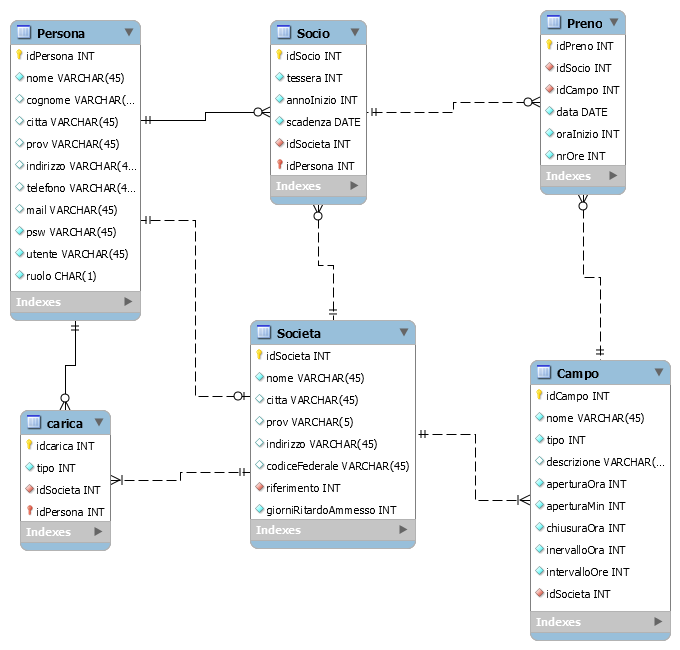 Persona
idPersona INT
nome VARCHAR(45)
cognome VARCHAR(...
citta VARCHAR(45)
prov VARCHAR(45)
indirizzo VARCHAR(4...
telefono VARCHAR(4...
mail VARCHAR(45)
psw VARCHAR(45)
utente VARCHAR(45)
ruolo CHAR(1)
Indexes
Socio
idSocio INT
tessera INT
annoInizio INT
scadenza DATE
idSocieta INT
idPersona INT
Indexes
Preno
idPreno INT
idSocio INT
idCampo INT
data DATE
oraInizio INT
nrOre INT
Indexes
Societa
idSocieta INT
nome VARCHAR(45)
citta VARCHAR(45)
prov VARCHAR(5)
indirizzo VARCHAR(45)
codiceFederale VARCHAR(45)
riferimento INT
giorniRitardoAmmesso INT
Indexes
Campo
idCampo INT
nome VARCHAR(45)
tipo INT
descrizione VARCHAR(...
aperturaOra INT
aperturaMin INT
chiusuraOra INT
inervalloOra INT
intervalloOre INT
idSocieta INT
Indexes
carica
idcarica INT
tipo INT
idSocieta INT
idPersona INT
Indexes